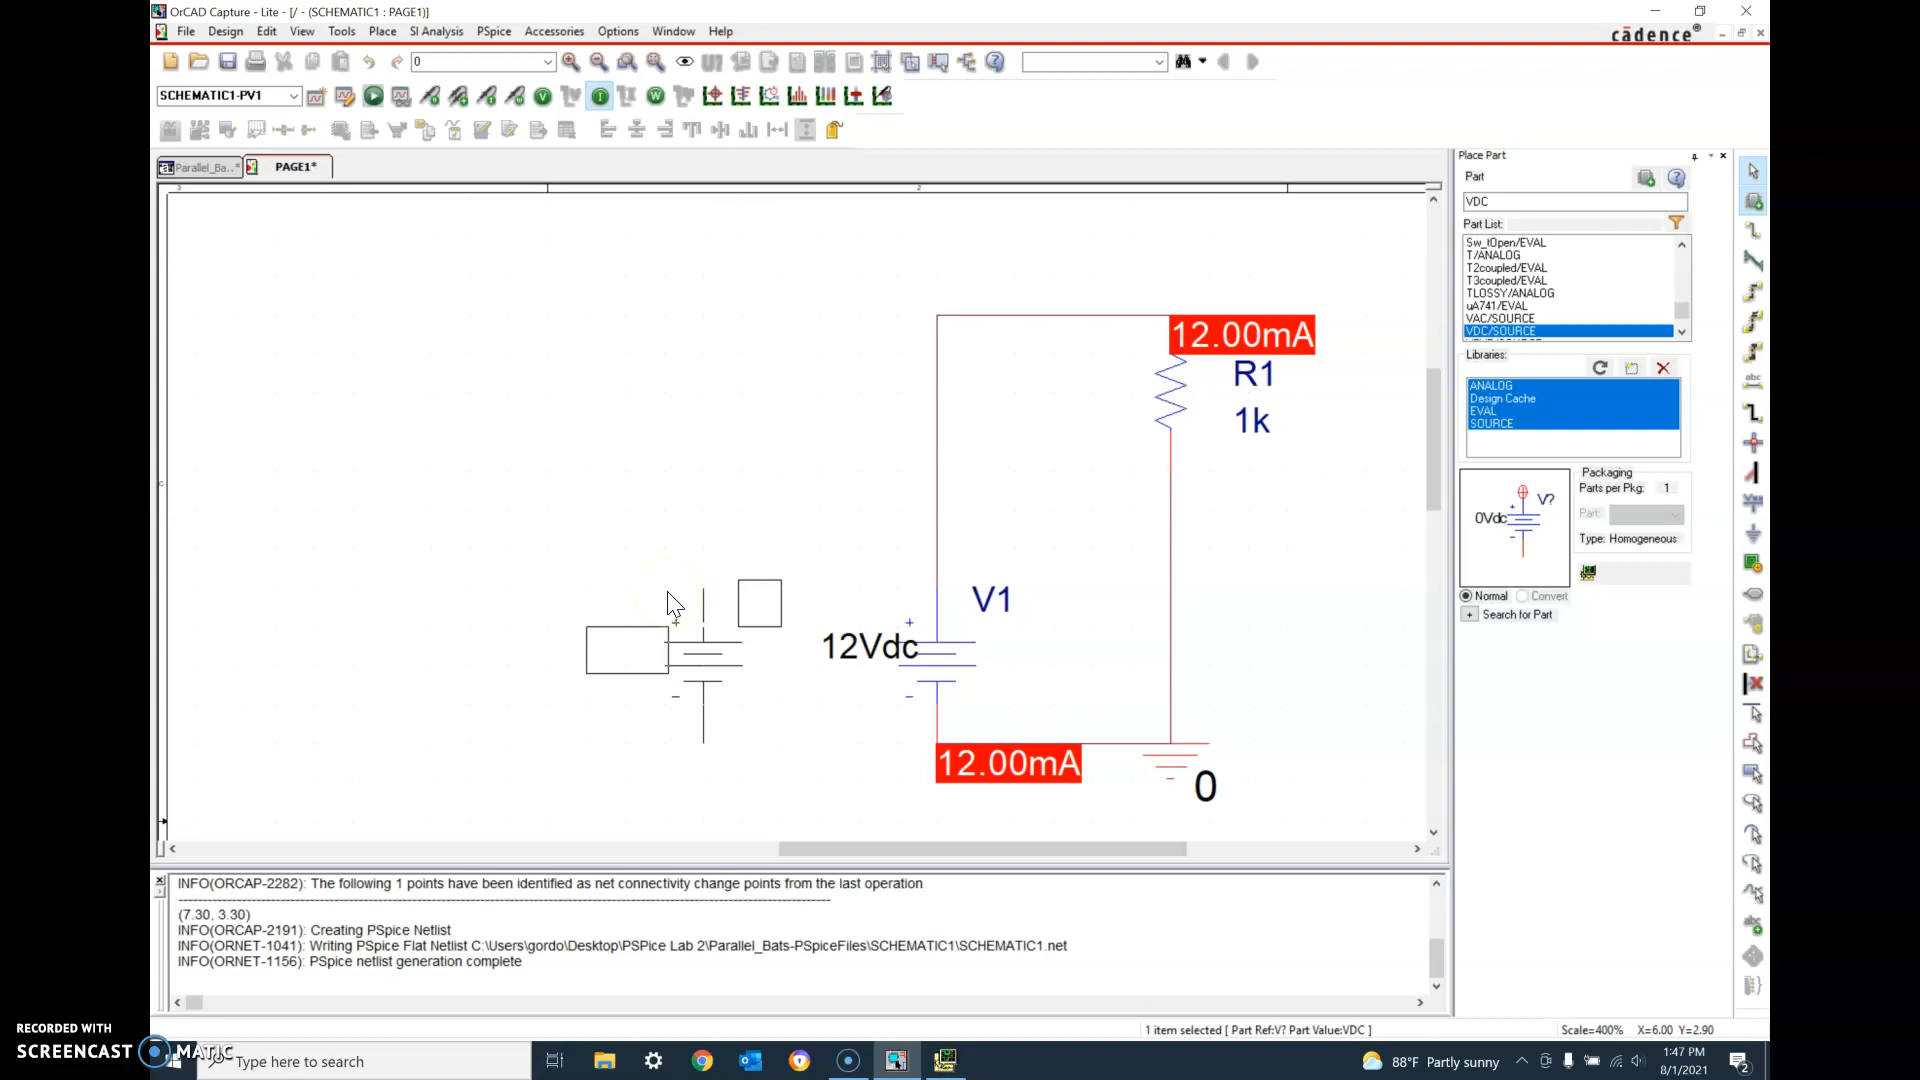 OrCAD Capture - Lite - [/ - (SCHEMATIC1 : PAGE1)]
File Design Edit View Tools Place SI Analysis PSpice Accessories Options Window Help
cādence®
0
SCHEMATIC1-PV1
Parallel_Ba..* PAGE1*
3 2
C
12.00mA
R1
1k
V1
+ +
12Vdc
- -
12.00mA
0
Place Part
Part
VDC
Part List:
Sw_tOpen/EVAL
T/ANALOG
T2coupled/EVAL
T3coupled/EVAL
TLOSSY/ANALOG
uA741/EVAL
VAC/SOURCE
VDC/SOURCE
Libraries:
ANALOG
Design Cache
EVAL
SOURCE
Packaging
Parts per Pkg: 1
Part:
Type: Homogeneous
V?
+
0Vdc
-
Normal Convert
+ Search for Part
INFO(ORCAP-2282): The following 1 points have been identified as net connectivity change points from the last operation
(7.30, 3.30)
INFO(ORCAP-2191): Creating PSpice Netlist
INFO(ORNET-1041): Writing PSpice Flat Netlist C:\Users\gordo\Desktop\PSPice Lab 2\Parallel_Bats-PSpiceFiles\SCHEMATIC1\SCHEMATIC1.net
INFO(ORNET-1156): PSpice netlist generation complete
1 item selected [ Part Ref:V? Part Value:VDC ]
Scale=400% X=6.00 Y=2.90
RECORDED WITH
SCREENCAST MATIC
Type here to search
88°F Partly sunny
1:47 PM
8/1/2021
2